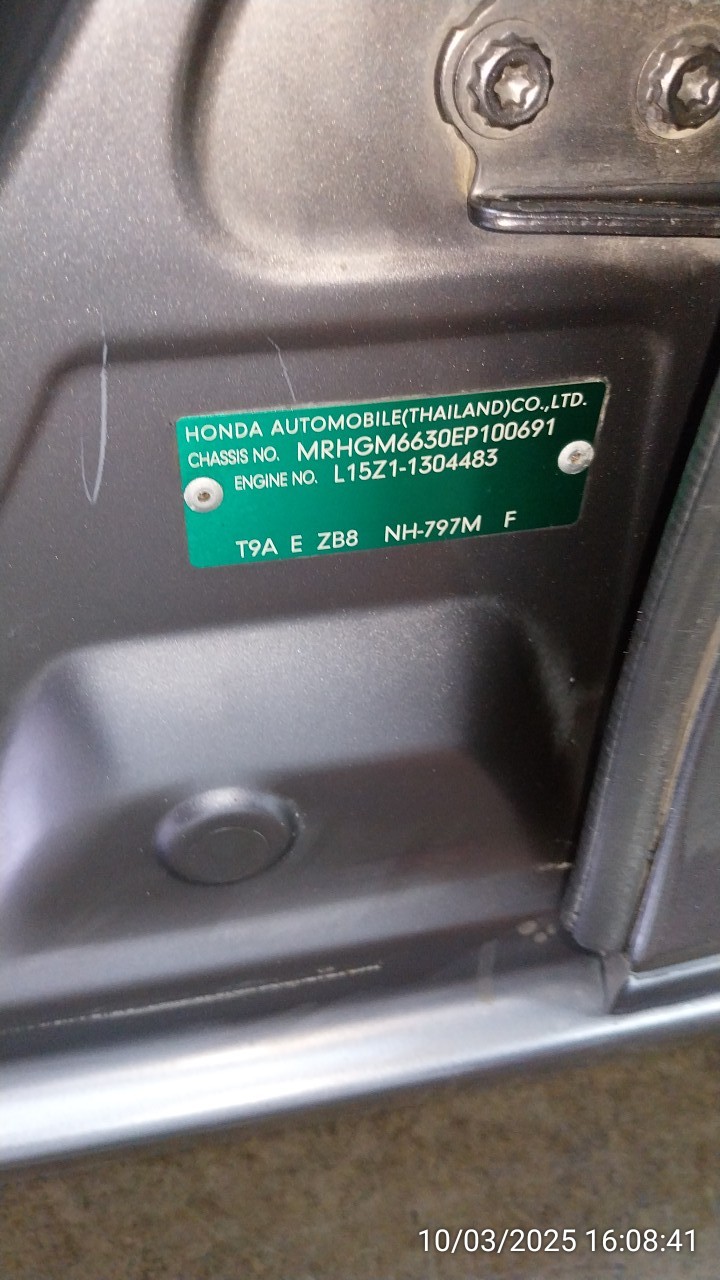 HONDA AUTOMOBILE(THAILAND)CO.,LTD.
CHASSIS NO. MRHGM6630EP100691
ENGINE NO. L15Z1-1304483
T9A E ZB8 NH-797M F
10/03/2025 16:08:41